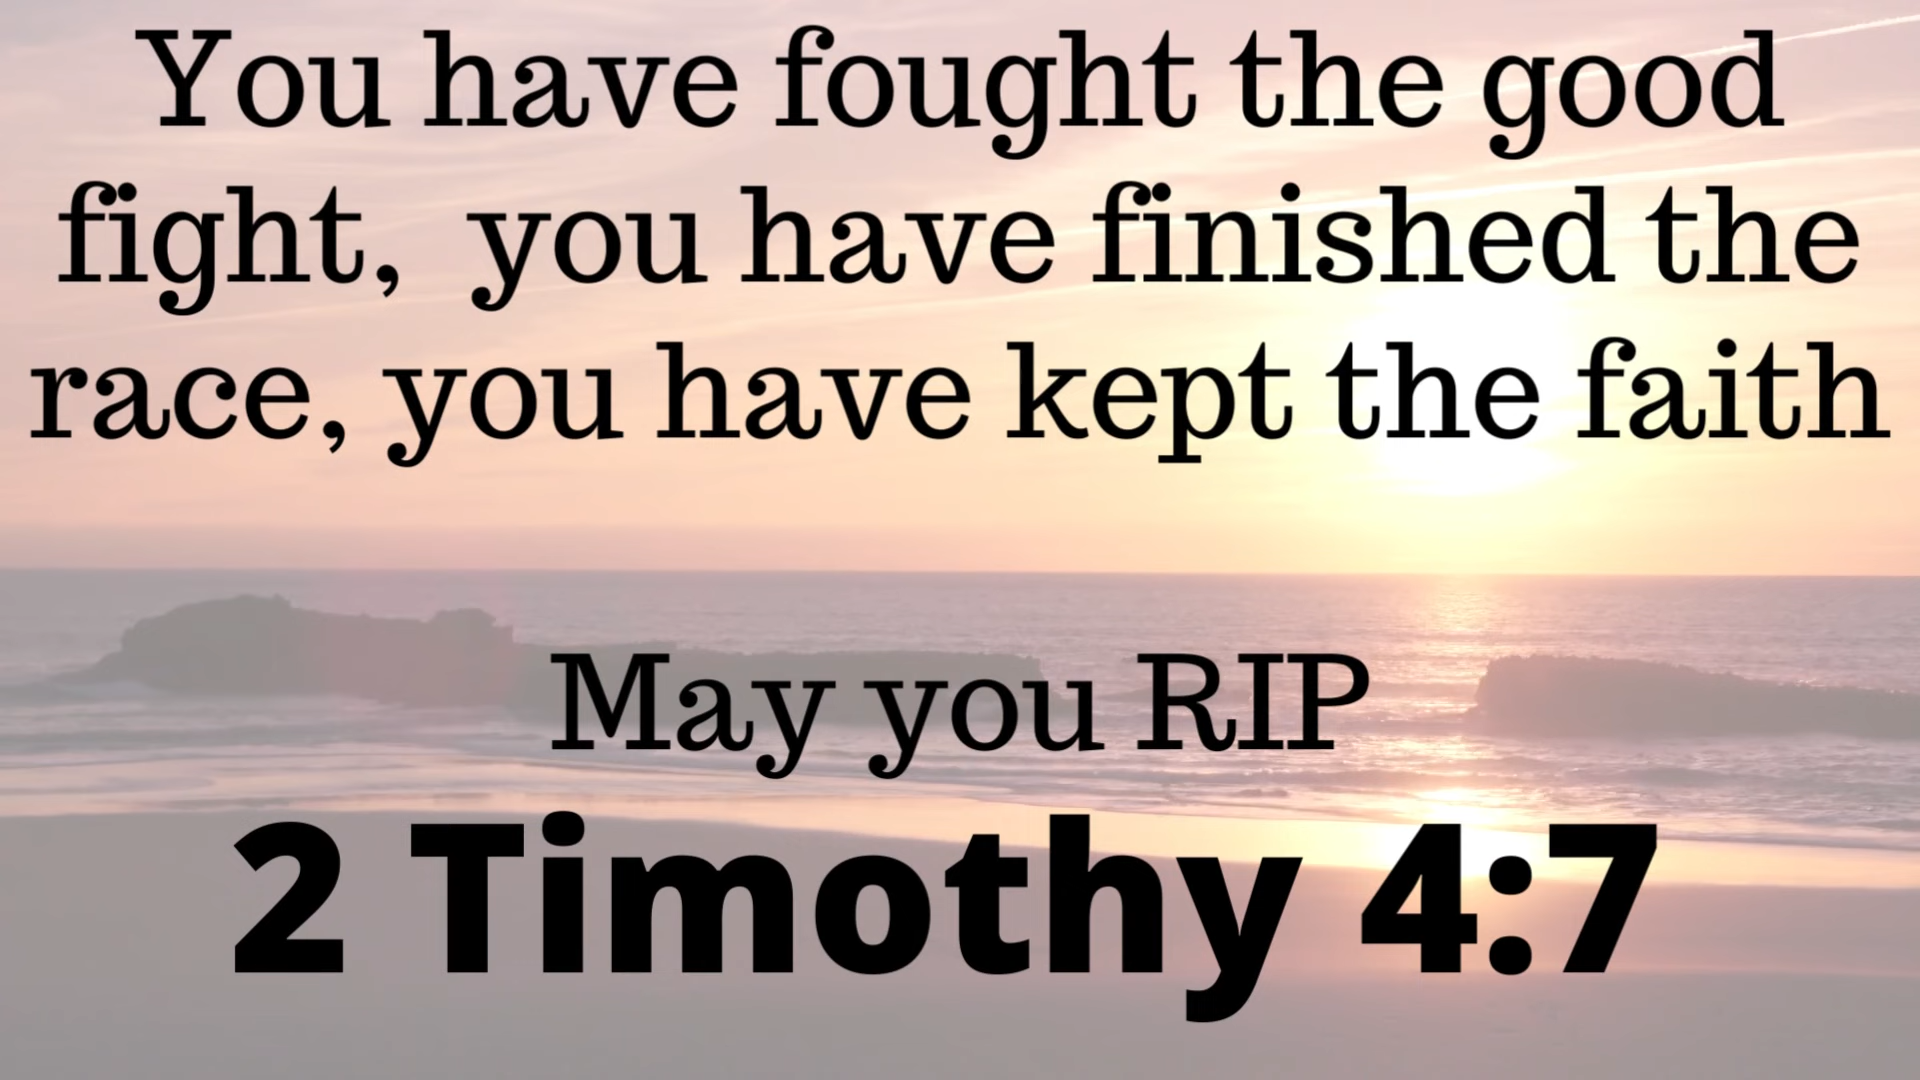 You have fought the good
fight, you have finished the
race, you have kept the faith
May you RIP
2 Timothy 4:7